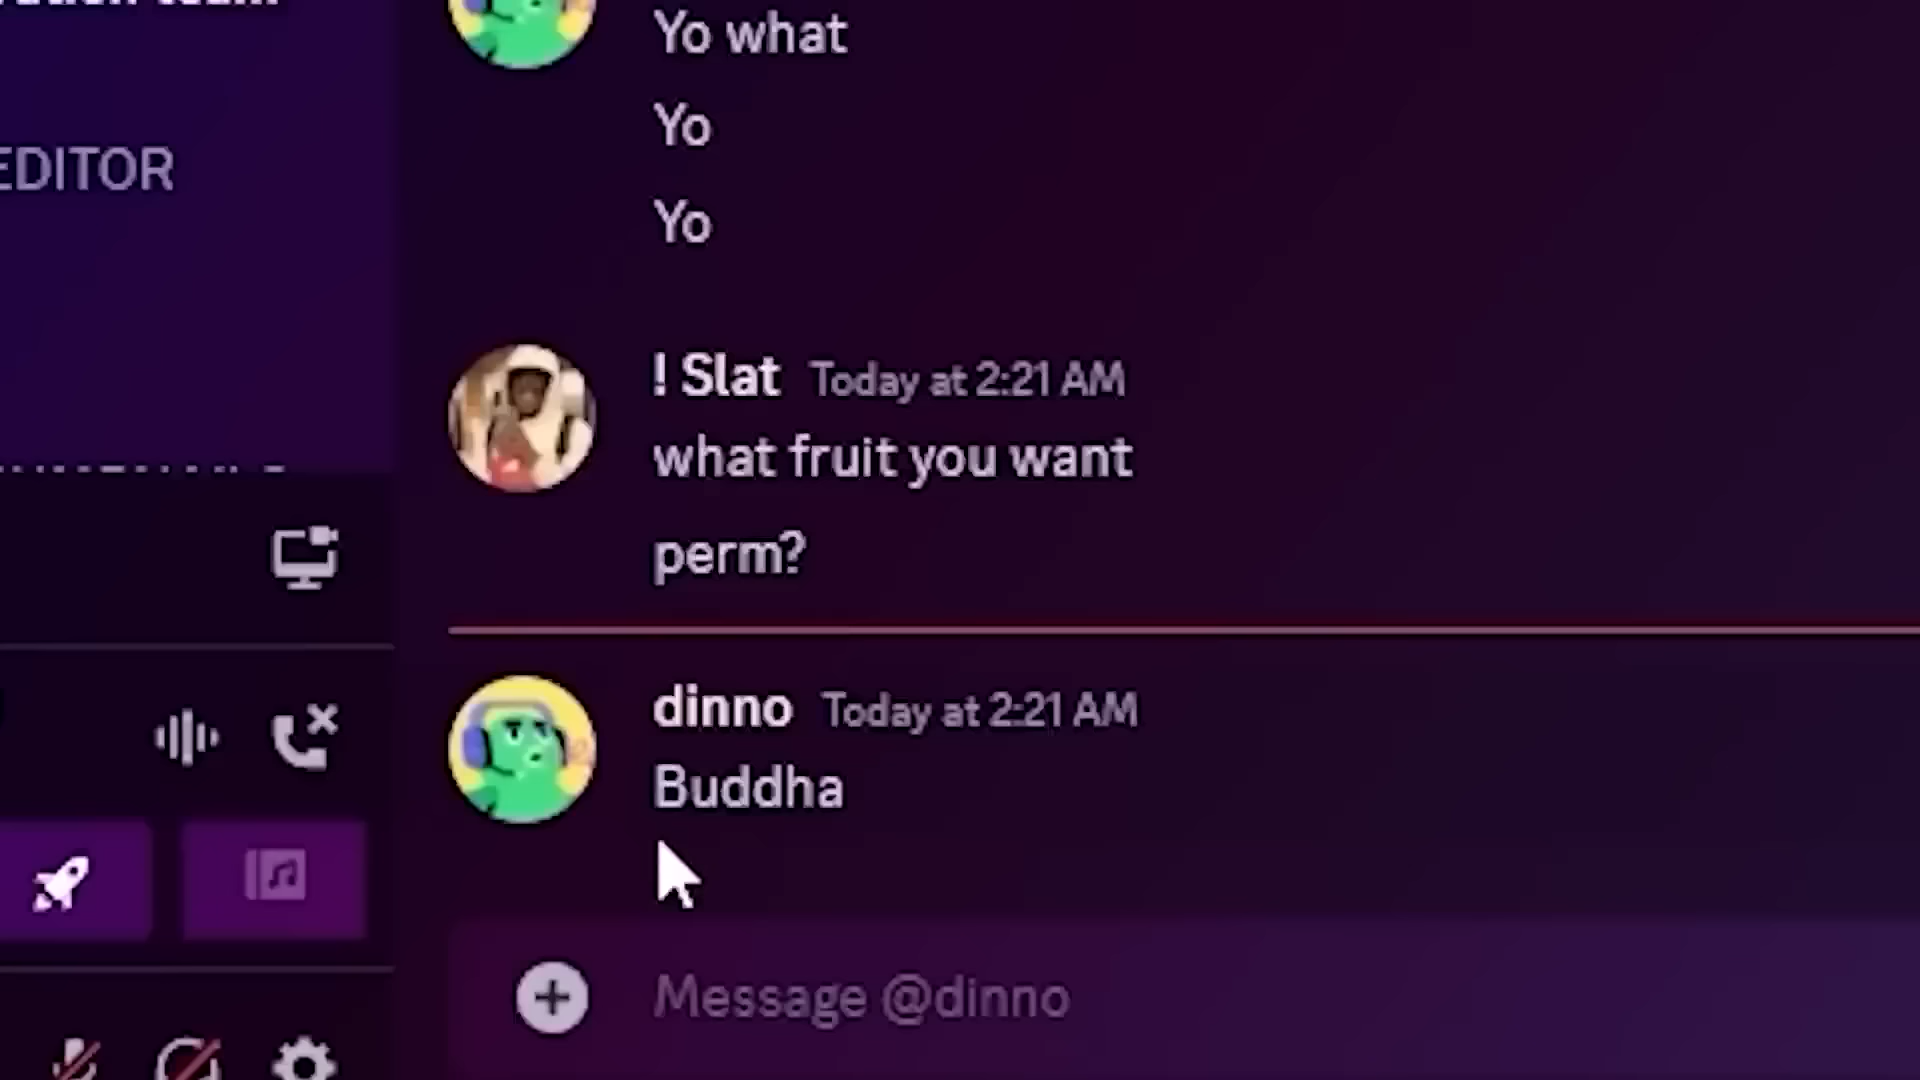 Yo what
Yo
EDITOR
Yo
! Slat Today at 2:21 AM
what fruit you want
perm?
dinno Today at 2:21 AM
Buddha
Message @dinno